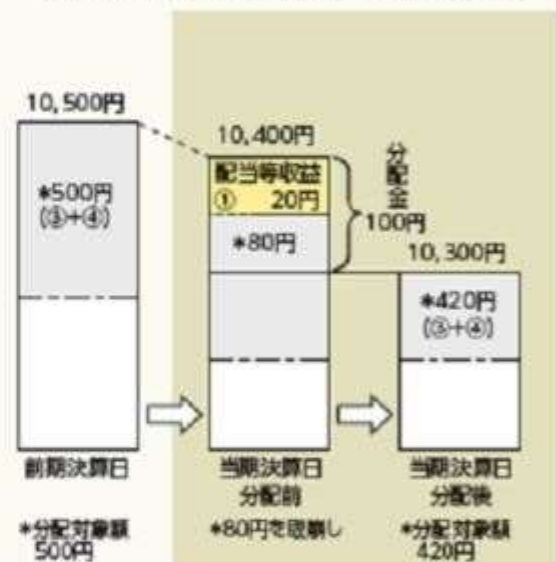 10,500円
*500円
(③+④)
前期決算日
*分配対象額
500円
10,400円
配当等収益
① 20円
*80円
分配金
100円
当期決算日
分配前
*80円を取崩し
10,300円
*420円
(③+④)
当期決算日
分配後
*分配対象額
420円